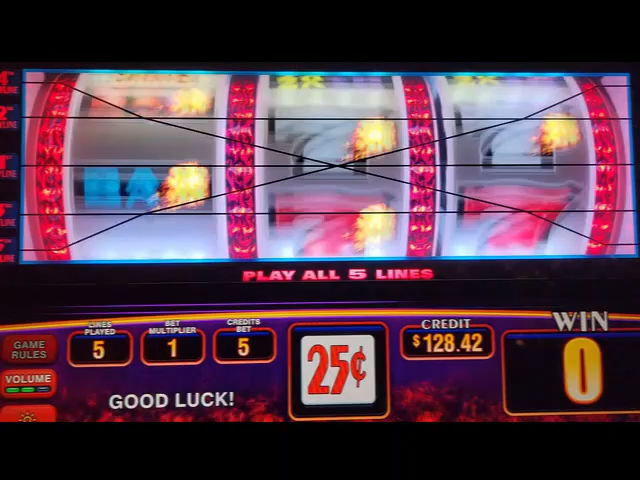 PLAY ALL 5 LINES
GAME RULES
LINES PLAYED
5
BET MULTIPLIER
1
CREDITS BET
5
25¢
CREDIT
$128.42
WIN
0
VOLUME
GOOD LUCK!